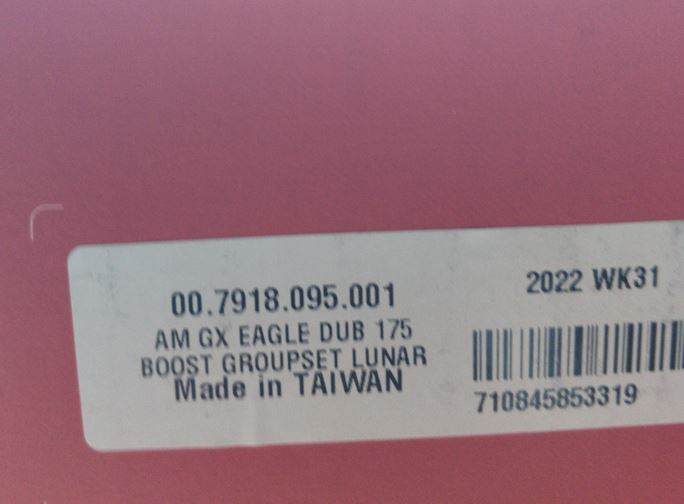 00.7918.095.001
AM GX EAGLE DUB 175
BOOST GROUPSET LUNAR
Made in TAIWAN
2022 WK31
710845853319